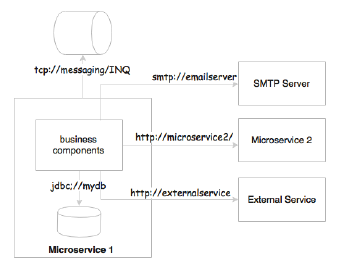 tcp://messaging/INQ
smtp://emailserver
SMTP Server
business
components
http://microservice2/
Microservice 2
jdbc;//mydb
http://externalservice
External Service
Microservice 1